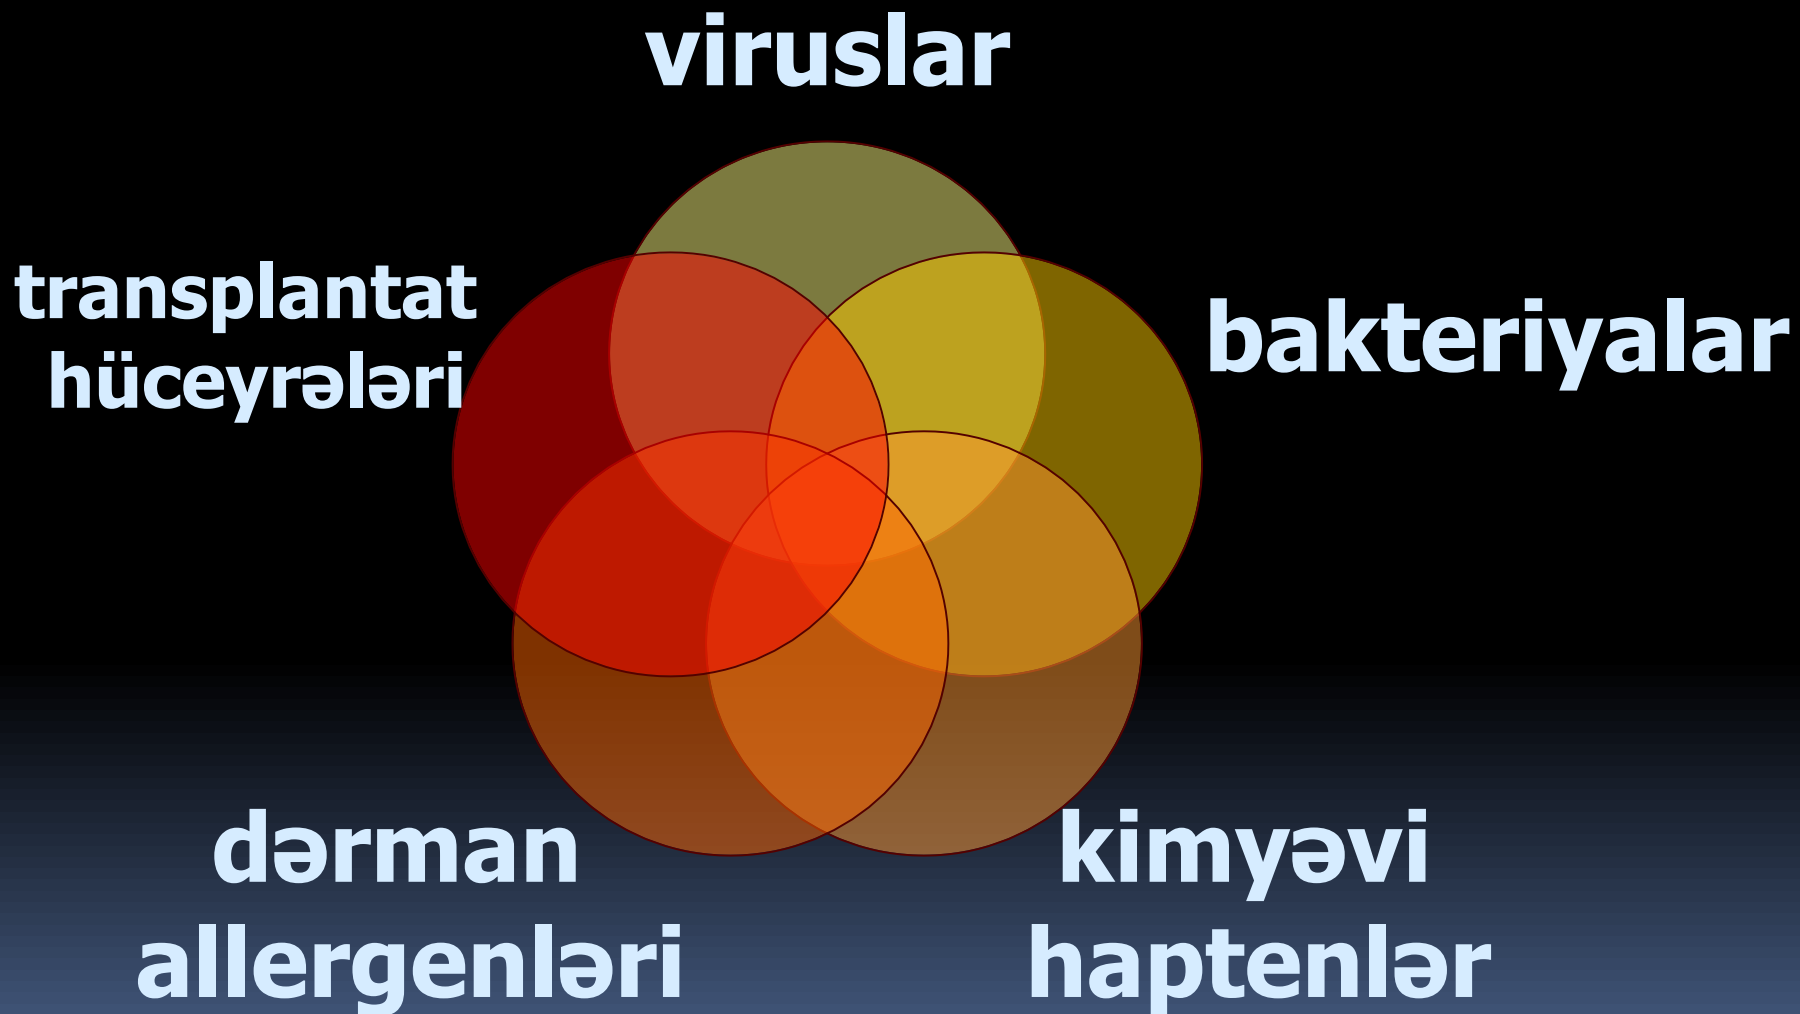 viruslar
transplantat
hüceyrələri
bakteriyalar
dərman
allergenləri
kimyəvi
haptenlər